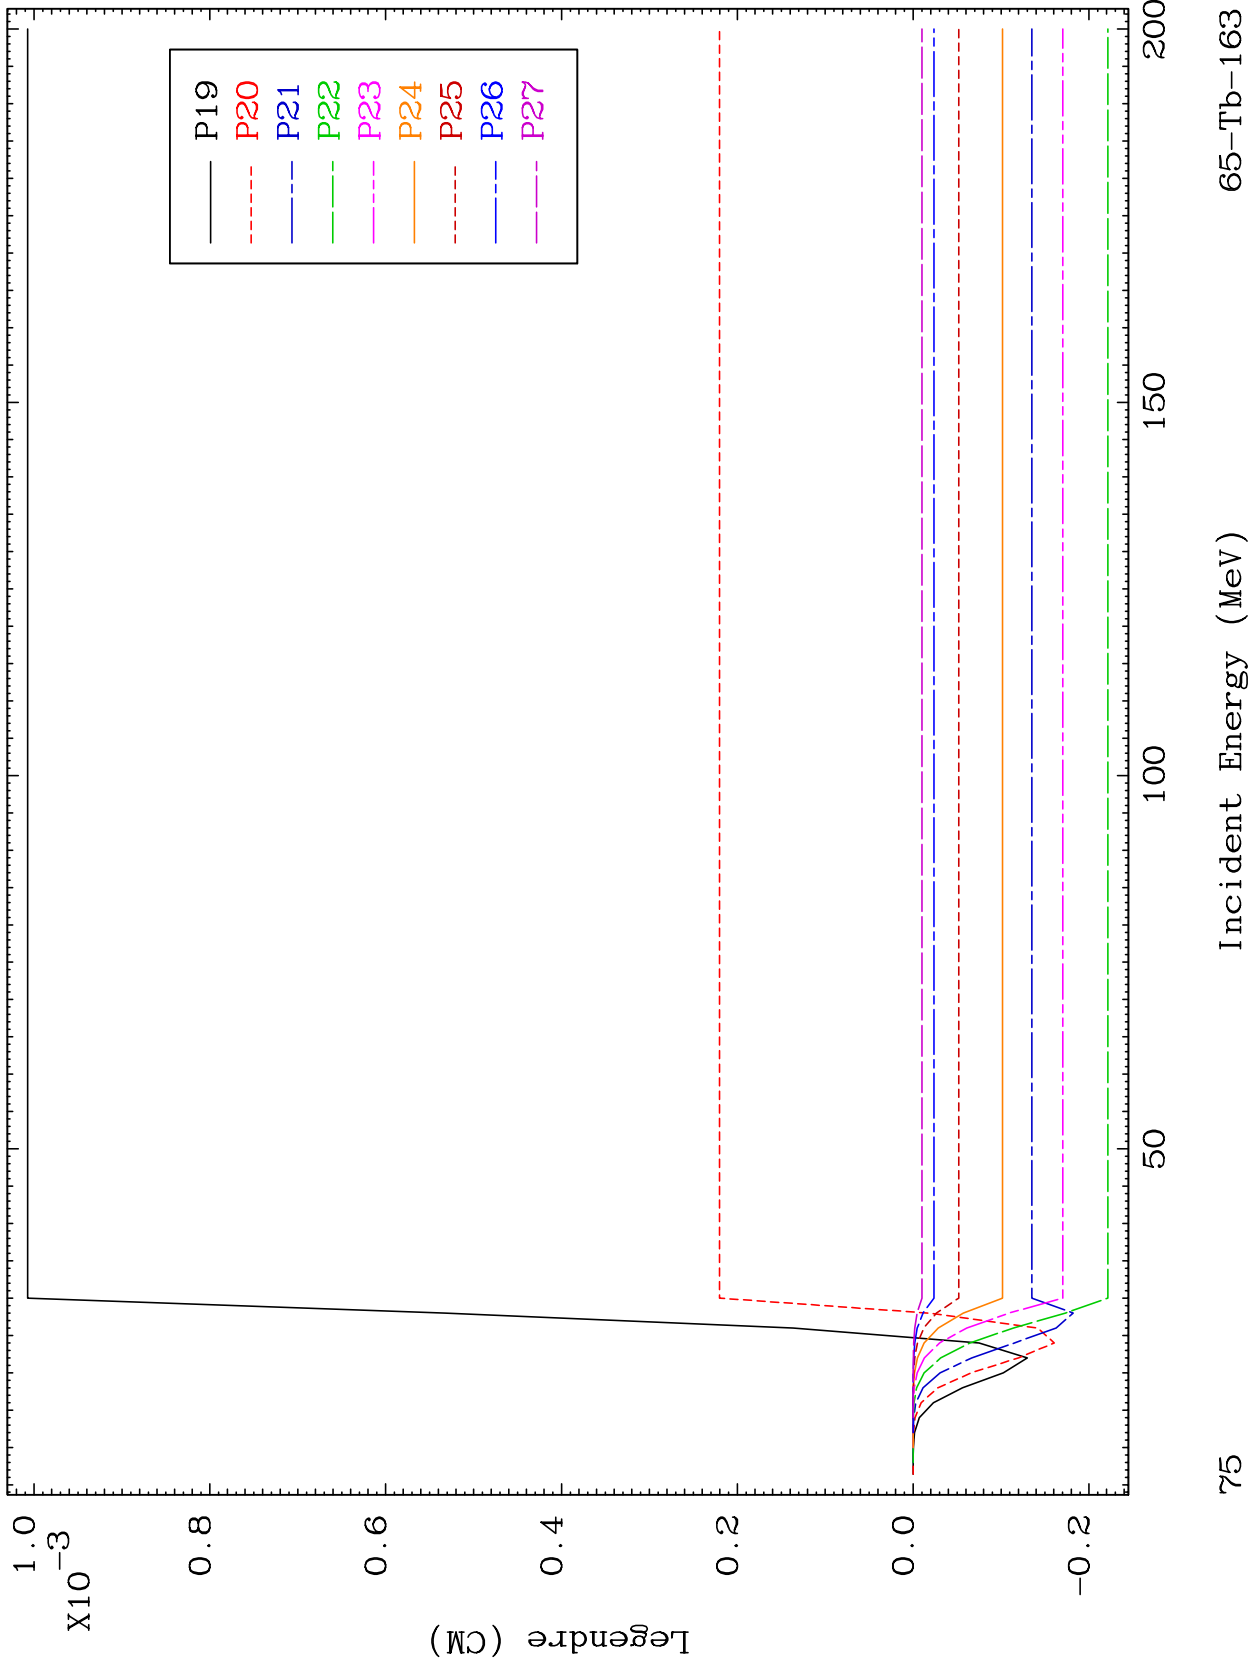 1.0
X10-3
0.8
0.6
0.4
0.2
0.0
-0.2
Legendre (CM)
P19
P20
P21
P22
P23
P24
P25
P26
P27
50
100
150
200
75
Incident Energy (MeV)
65-Tb-163